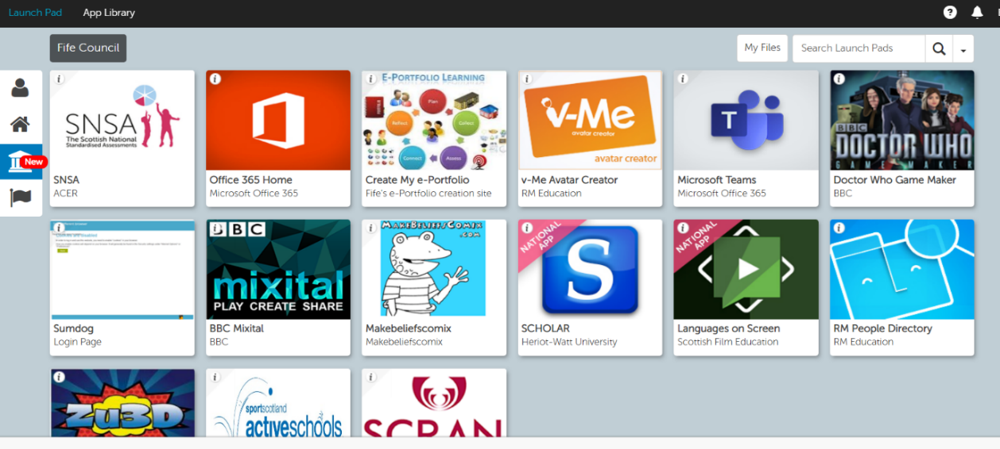 Launch Pad App Library
Fife Council My Files Search Launch Pads
New
SNSA
The Scottish National
Standardised Assessments
SNSA
ACER
Office 365 Home
Microsoft Office 365
E-Portfolio Learning
Plan
Reflect
Collect
Connect
Assess
Create My e-Portfolio
Fife's e-Portfolio creation site
v-Me
avatar creator
avatar creator
v-Me Avatar Creator
RM Education
T
Microsoft Teams
Microsoft Office 365
BBC
DOCTOR WHO
GAME MAKER
Doctor Who Game Maker
BBC
Sumdog
Login Page
BBC
mixital
PLAY CREATE SHARE
BBC Mixital
BBC
MAKEBELIEFSCOMIX
.COM
Makebeliefscomix
Makebeliefscomix
NATIONAL
APP
S
SCHOLAR
Heriot-Watt University
NATIONAL
APP
Languages on Screen
Scottish Film Education
RM People Directory
RM Education
ZU3D
sportscotland
activeschools
SCRAN